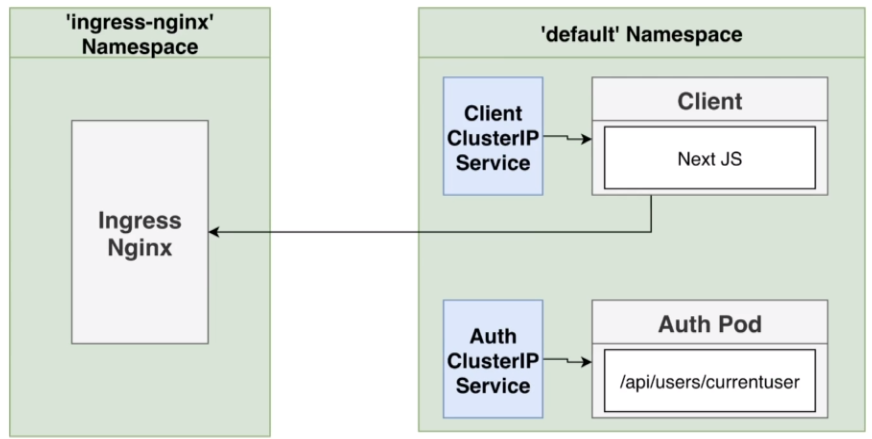 'ingress-nginx'
Namespace
Ingress
Nginx
'default' Namespace
Client
ClusterIP
Service
Client
Next JS
Auth
ClusterIP
Service
Auth Pod
/api/users/currentuser